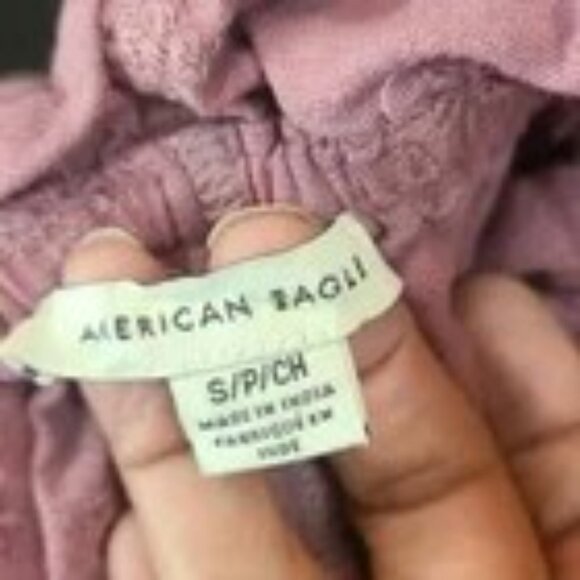 AMERICAN EAGLE
S/P/CH
MADE IN INDIA
FABRIQUÉ EN
INDE